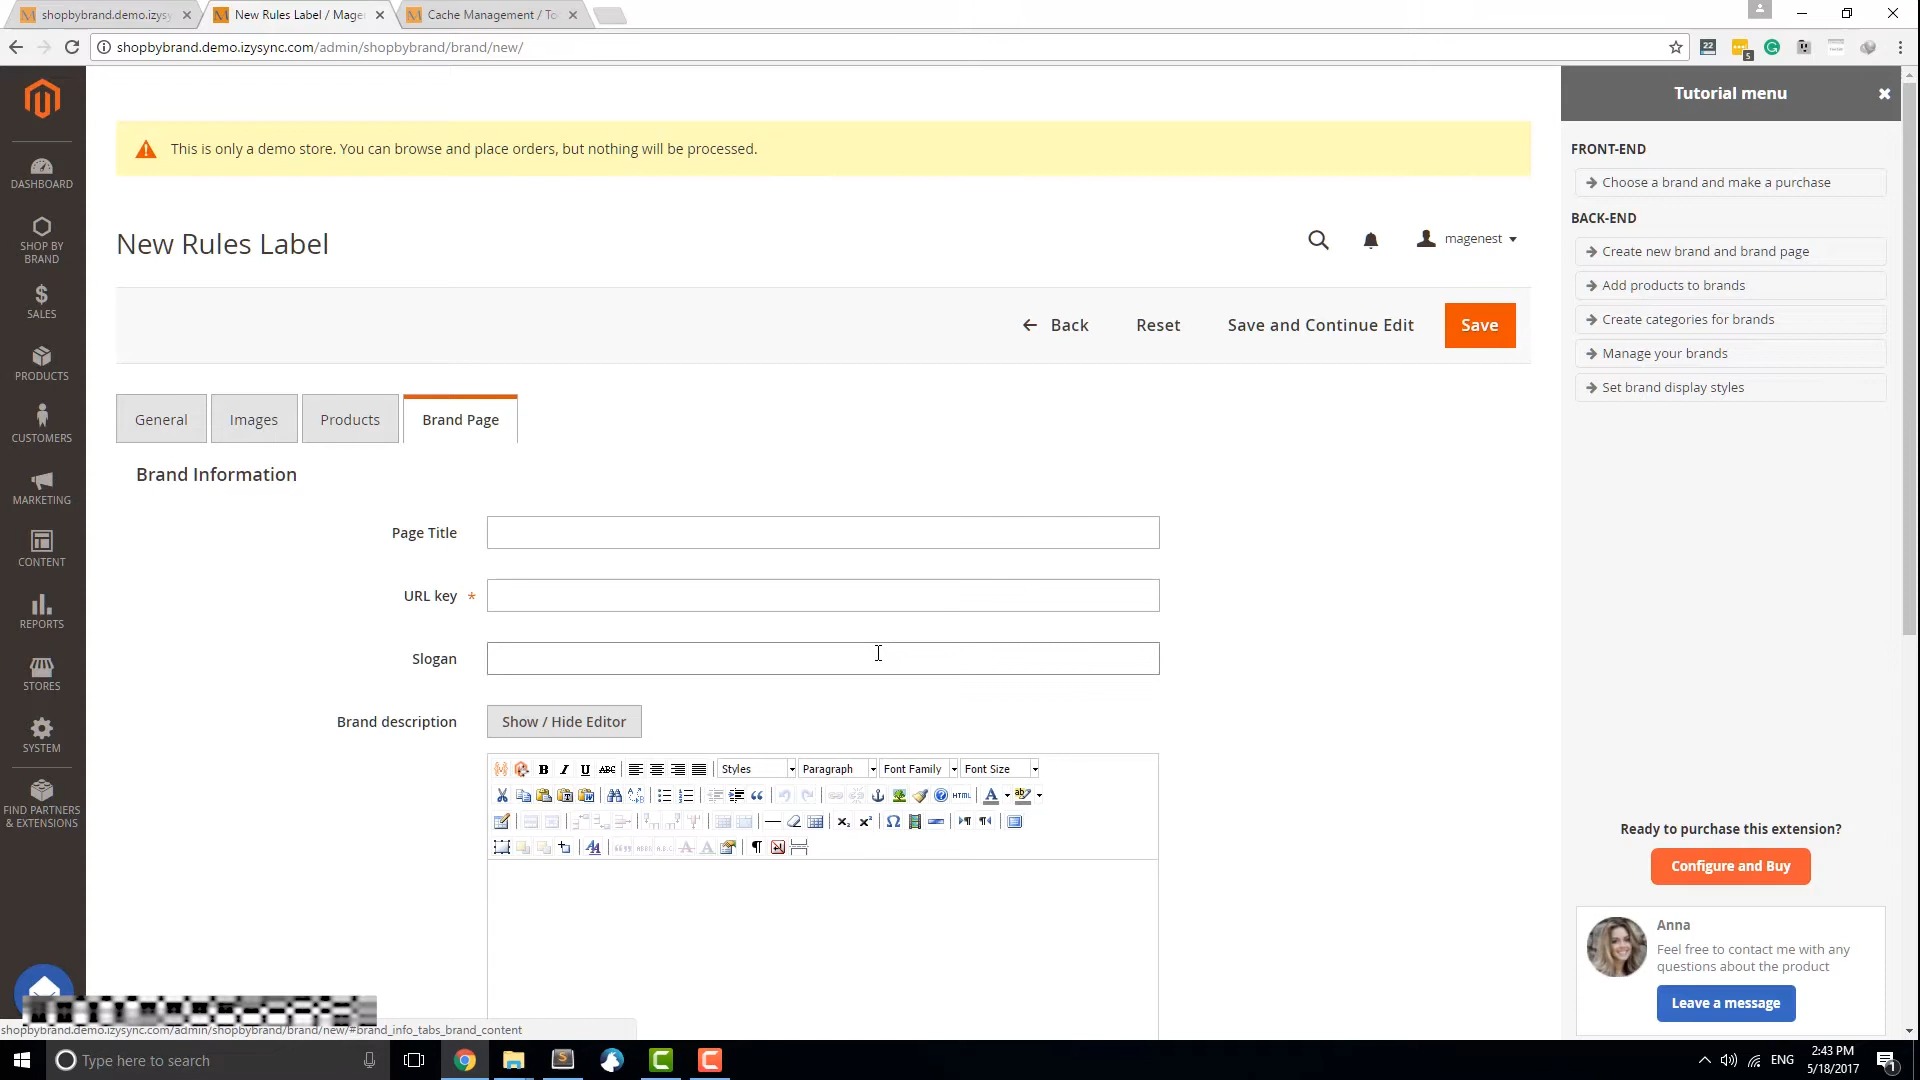 shopbybrand.demo.izysy
New Rules Label / Mage
Cache Management / To
shopbybrand.demo.izysync.com/admin/shopbybrand/brand/new/
22
5
Tutorial menu
This is only a demo store. You can browse and place orders, but nothing will be processed.
FRONT-END
Choose a brand and make a purchase
BACK-END
Create new brand and brand page
Add products to brands
Create categories for brands
Manage your brands
Set brand display styles
DASHBOARD
SHOP BY
BRAND
SALES
PRODUCTS
CUSTOMERS
MARKETING
CONTENT
REPORTS
STORES
SYSTEM
FIND PARTNERS
& EXTENSIONS
New Rules Label
magenest
Back
Reset
Save and Continue Edit
Save
General
Images
Products
Brand Page
Brand Information
Page Title
URL key *
Slogan
Brand description
Show / Hide Editor
B I U ABC
Styles
Paragraph
Font Family
Font Size
HTML
Ready to purchase this extension?
Configure and Buy
Anna
Feel free to contact me with any
questions about the product
Leave a message
shopbybrand.demo.izysync.com/admin/shopbybrand/brand/new/#brand_info_tabs_brand_content
Type here to search
ENG
2:43 PM
5/18/2017
1